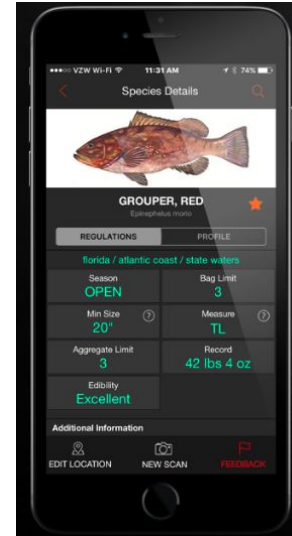 VZW Wi-Fi 11:31 AM 74%
Species Details
GROUPER, RED
Epinephelus morio
REGULATIONS PROFILE
florida / atlantic coast / state waters
Season Bag Limit
OPEN 3
Min Size ? Measure ?
20" TL
Aggregate Limit Record
3 42 lbs 4 oz
Edibility
Excellent
Additional Information
EDIT LOCATION NEW SCAN FEEDBACK